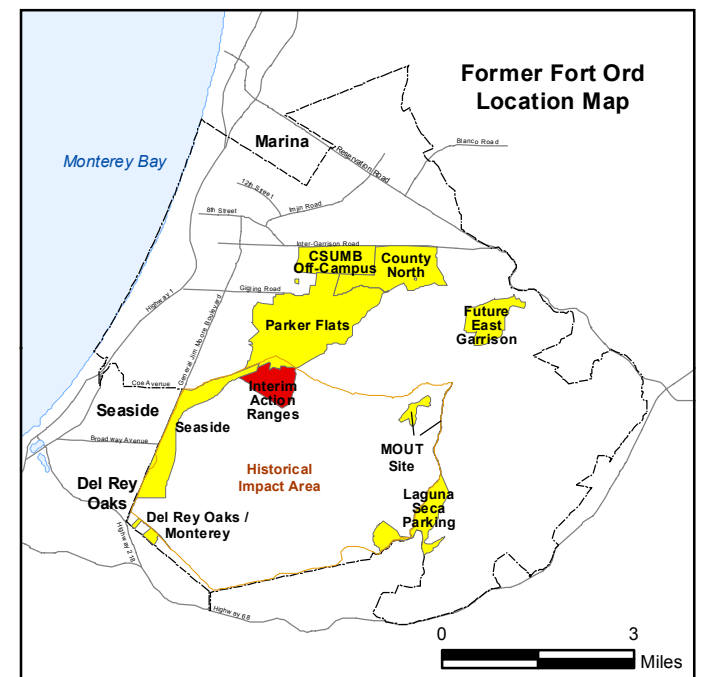 Former Fort Ord
Location Map
Marina
Blanco Road
Monterey Bay
Reservation Road
12th Street
Imjin Road
8th Street
Inter-Garrison Road
CSUMB
Off-Campus
County
North
Gigling Road
Highway 1
General Jim Moore Boulevard
Parker Flats
Future
East
Garrison
Coe Avenue
Interim
Action
Ranges
Seaside
Seaside
Broadway Avenue
MOUT
Site
Historical
Impact Area
Del Rey
Oaks
Laguna
Seca
Parking
Del Rey Oaks /
Monterey
Highway 218
Highway 68
0 3
Miles